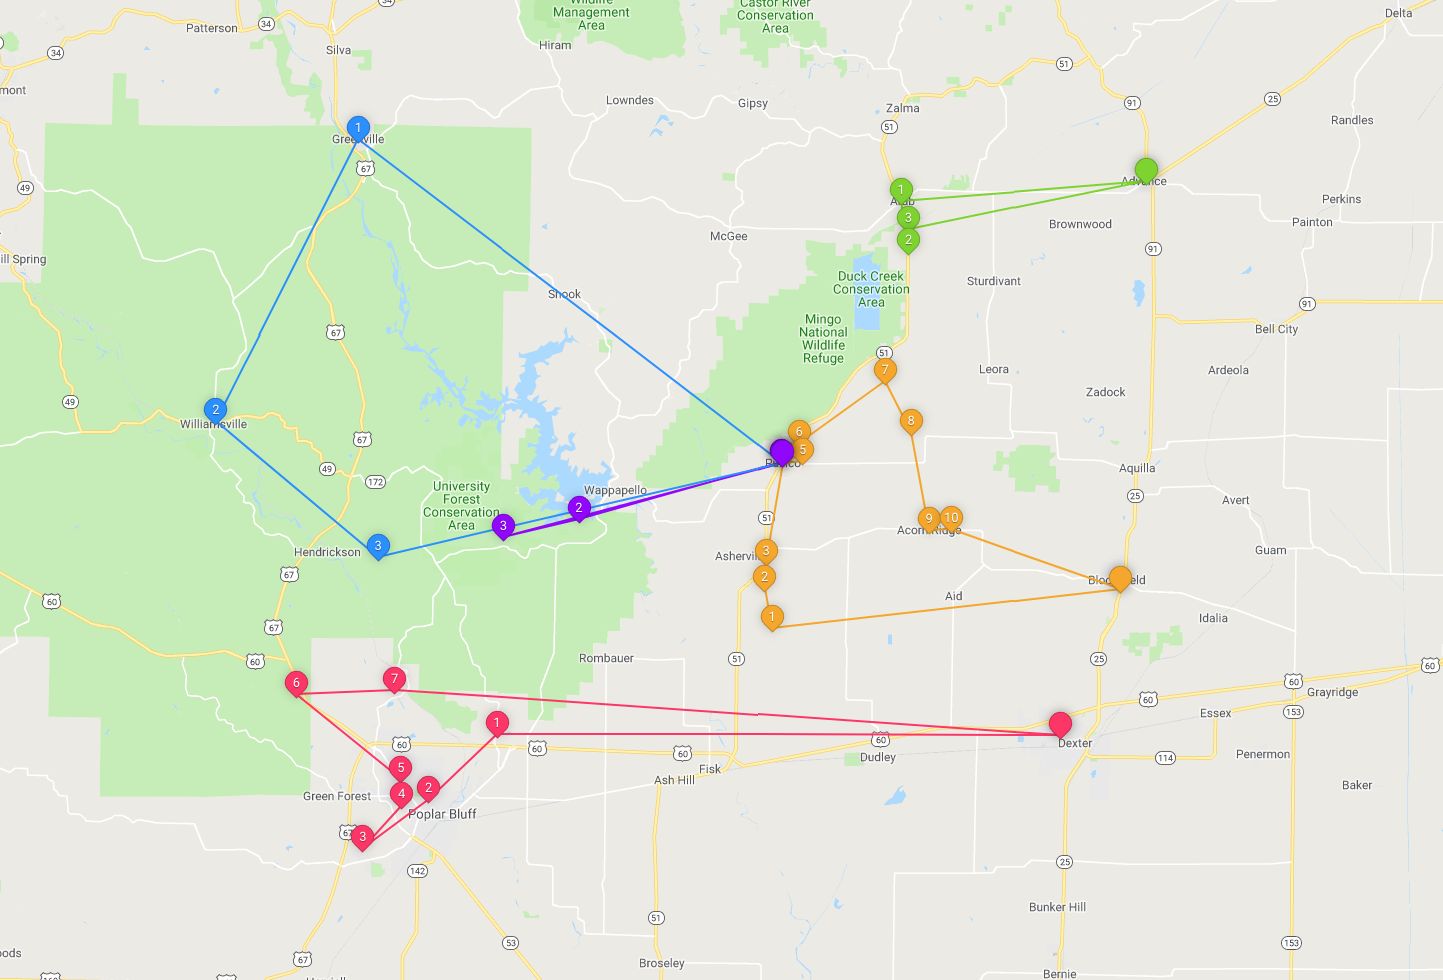 Wildlife
Management
Area
Castor River
Conservation
Area
Delta
Patterson
34
34
34
Silva
Hiram
51
mont
Lowndes
Gipsy
Zalma
91
25
Randles
51
1
Greenville
67
49
1
Arab
Advance
Perkins
3
2
Brownwood
Painton
McGee
91
ill Spring
Duck Creek
Conservation
Area
Sturdivant
Shook
91
Mingo
National
Wildlife
Refuge
67
Bell City
51
7
Leora
Ardeola
49
2
Williamsville
Zadock
8
6
5
67
Puxico
49
172
Aquilla
University
Forest
Conservation
Area
Wappapello
25
Avert
2
3
51
9
10
Acorn Ridge
3
Hendrickson
3
Asherville
Guam
67
2
Bloomfield
60
Aid
1
Idalia
67
60
Rombauer
51
25
60
6
7
60
60
Grayridge
1
60
153
Essex
60
60
60
60
Dexter
Dudley
114
Penermon
5
Fisk
Ash Hill
2
Green Forest
4
Baker
Poplar Bluff
67
3
142
25
Bunker Hill
51
53
153
oods
67
Broseley
Bernie